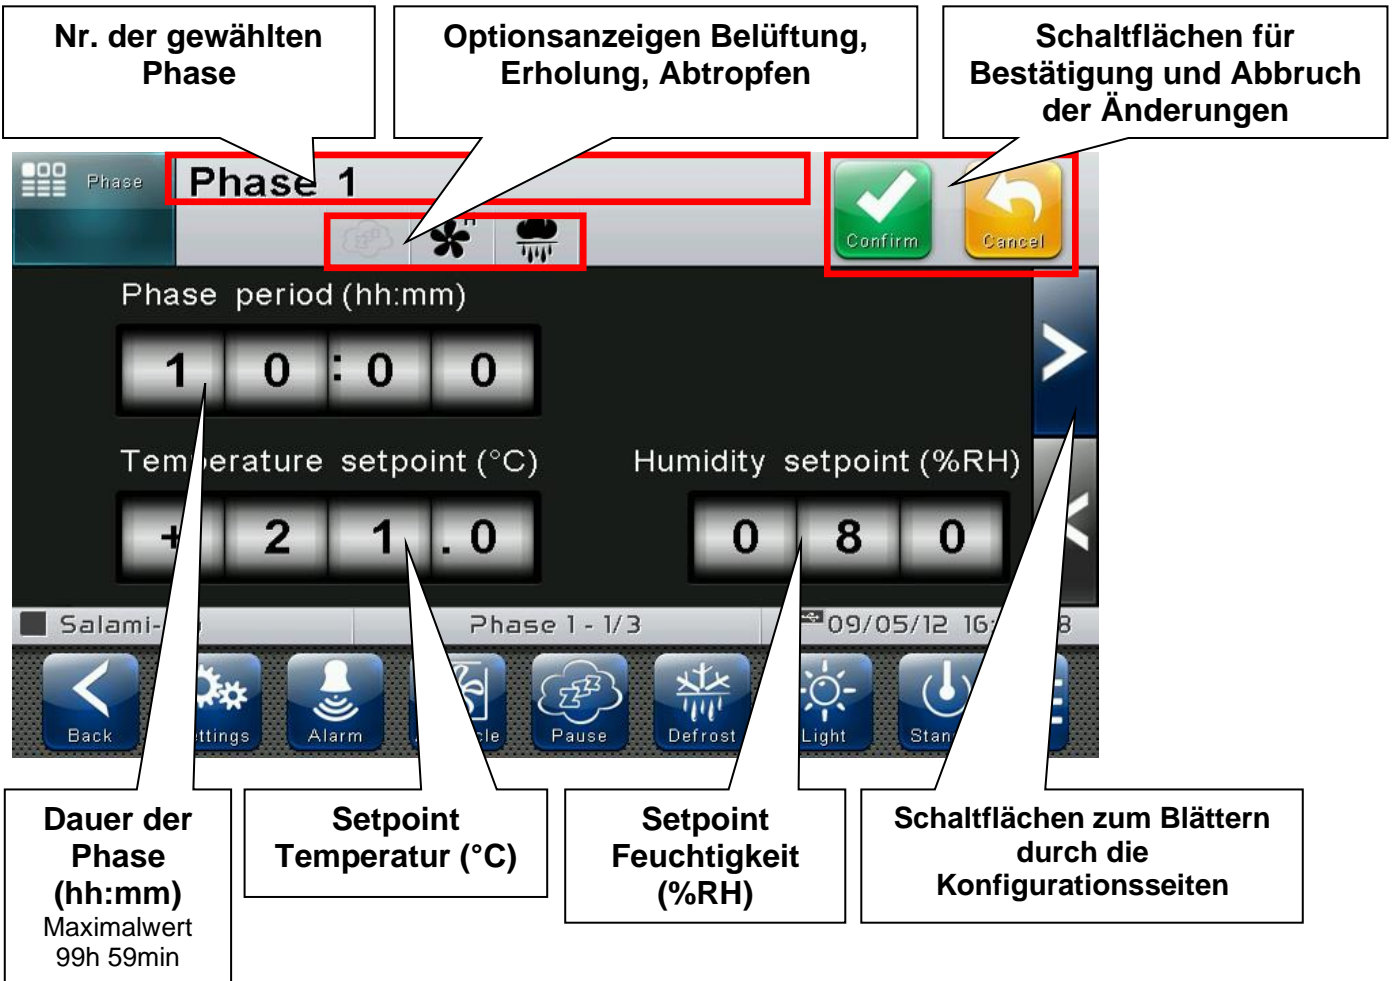 Nr. der gewählten
Phase
Optionsanzeigen Belüftung,
Erholung, Abtropfen
Schaltflächen für
Bestätigung und Abbruch
der Änderungen
Phase
Phase 1
H
Confirm
Cancel
Phase period (hh:mm)
1 0 : 0 0
Temperature setpoint (°C)
Humidity setpoint (%RH)
+ 2 1 . 0
0 8 0
Salami-
Phase 1 - 1/3
09/05/12 16:
Back
Alarm
Pause
Defrost
Light
Dauer der
Phase
(hh:mm)
Maximalwert
99h 59min
Setpoint
Temperatur (°C)
Setpoint
Feuchtigkeit
(%RH)
Schaltflächen zum Blättern
durch die
Konfigurationsseiten